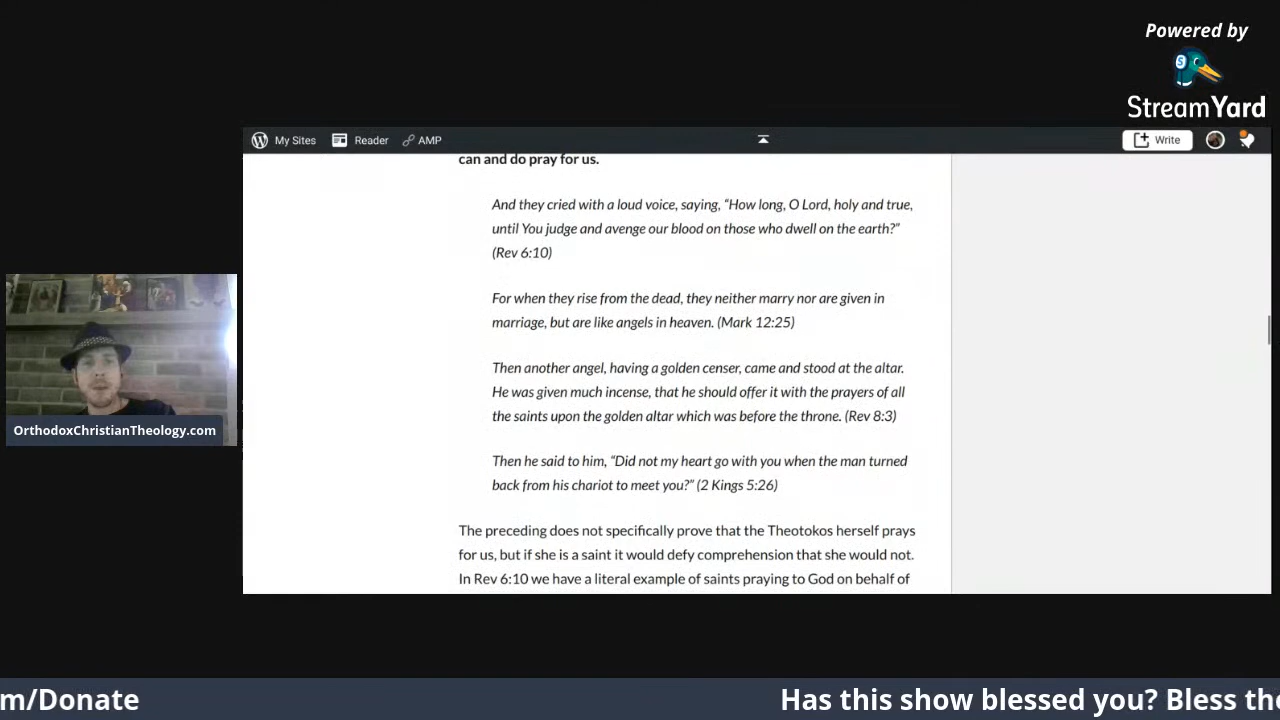 Powered by
StreamYard
My Sites
Reader
AMP
Write
can and do pray for us.
And they cried with a loud voice, saying, “How long, O Lord, holy and true,
until You judge and avenge our blood on those who dwell on the earth?”
(Rev 6:10)
For when they rise from the dead, they neither marry nor are given in
marriage, but are like angels in heaven. (Mark 12:25)
Then another angel, having a golden censer, came and stood at the altar.
He was given much incense, that he should offer it with the prayers of all
the saints upon the golden altar which was before the throne. (Rev 8:3)
Then he said to him, “Did not my heart go with you when the man turned
back from his chariot to meet you?” (2 Kings 5:26)
The preceding does not specifically prove that the Theotokos herself prays
for us, but if she is a saint it would defy comprehension that she would not.
In Rev 6:10 we have a literal example of saints praying to God on behalf of
OrthodoxChristianTheology.com
m/Donate
Has this show blessed you? Bless the